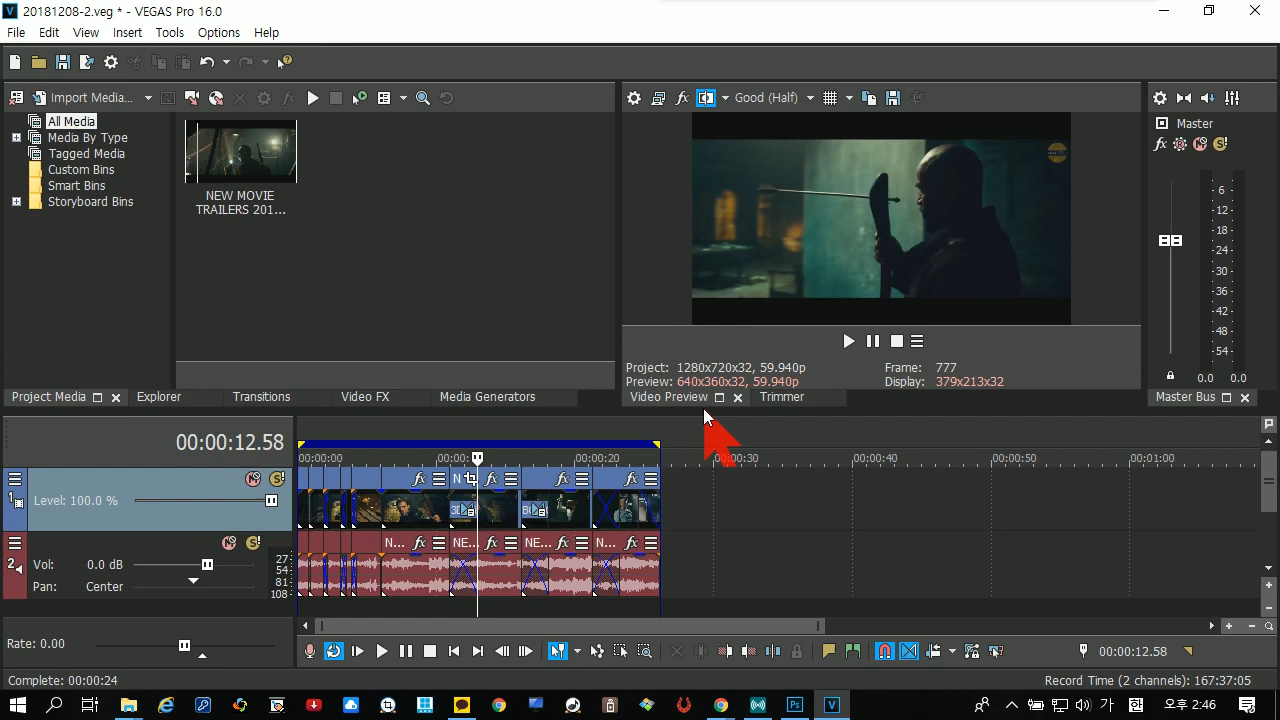 20181208-2.veg * - VEGAS Pro 16.0
File Edit View Insert Tools Options Help
Import Media...
Good (Half)
All Media
Media By Type
Tagged Media
Custom Bins
Smart Bins
Storyboard Bins
NEW MOVIE
TRAILERS 201...
Master
6
12
18
24
30
36
42
48
54
0.0 0.0
Project: 1280x720x32, 59.940p Frame: 777
Preview: 640x360x32, 59.940p Display: 379x213x32
Project Media Explorer Transitions Video FX Media Generators
Video Preview Trimmer
Master Bus
00:00:12.58
00:00:00 00:00: 00:00:20 00:00:30 00:00:40 00:00:50 00:01:00
1
Level: 100.0 %
N
2
Vol: 0.0 dB
Pan: Center
27
54
81
108
N... NE... NE... N...
Rate: 0.00
00:00:12.58
Complete: 00:00:24
Record Time (2 channels): 167:37:05
가 오후 2:46